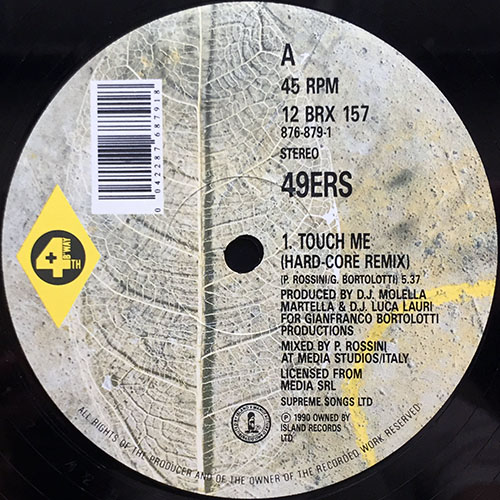 A
45 RPM
12 BRX 157
876-879-1
STEREO
0 042287 687918
49ERS
4TH
+
B'WAY
1. TOUCH ME
(HARD-CORE REMIX)
(P. ROSSINI/G. BORTOLOTTI) 5.37
PRODUCED BY D.J. MOLELLA
MARTELLA & D.J. LUCA LAURI
FOR GIANFRANCO BORTOLOTTI
PRODUCTIONS
MIXED BY P. ROSSINI
AT MEDIA STUDIOS/ITALY
LICENSED FROM
MEDIA SRL
SUPREME SONGS LTD
℗ 1990 OWNED BY
ISLAND RECORDS
LTD
ALL RIGHTS OF THE PRODUCER AND OF THE OWNER OF THE RECORDED WORK RESERVED.